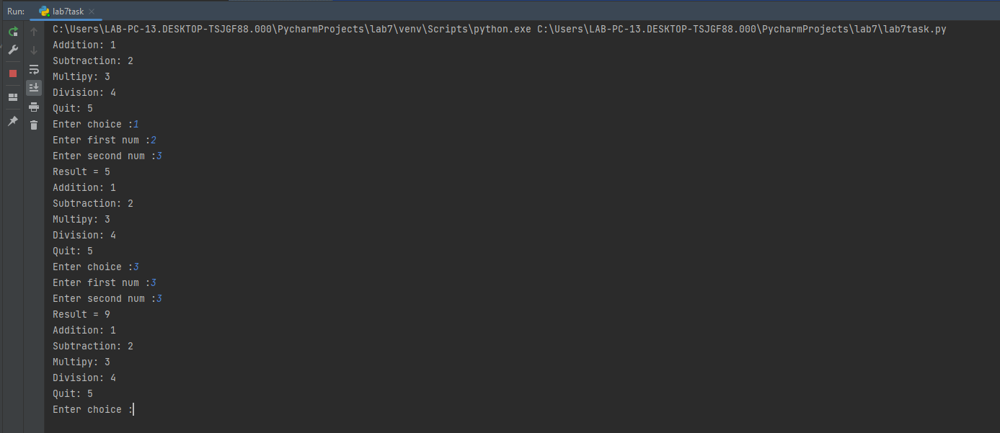 Run: lab7task
C:\Users\LAB-PC-13.DESKTOP-TSJGF88.000\PycharmProjects\lab7\venv\Scripts\python.exe C:\Users\LAB-PC-13.DESKTOP-TSJGF88.000\PycharmProjects\lab7\lab7task.py
Addition: 1
Subtraction: 2
Multipy: 3
Division: 4
Quit: 5
Enter choice :1
Enter first num :2
Enter second num :3
Result = 5
Addition: 1
Subtraction: 2
Multipy: 3
Division: 4
Quit: 5
Enter choice :3
Enter first num :3
Enter second num :3
Result = 9
Addition: 1
Subtraction: 2
Multipy: 3
Division: 4
Quit: 5
Enter choice :